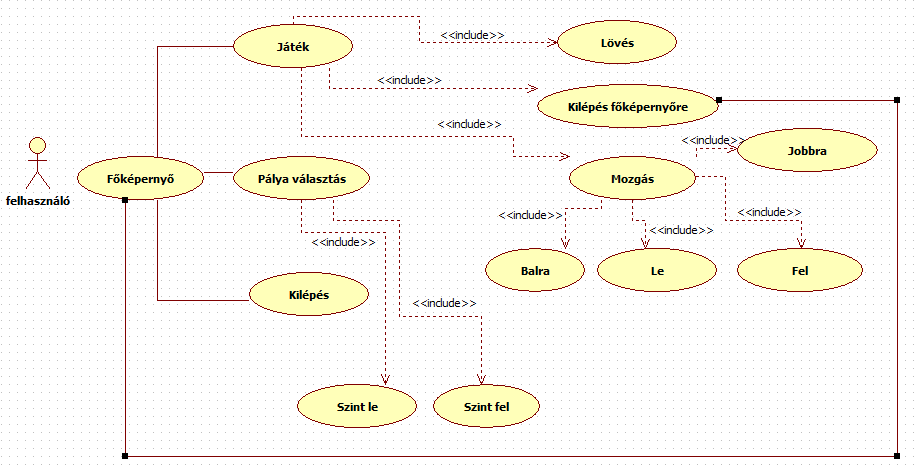 <<include>>
Játék
Lövés
<<include>>
Kilépés főképernyőre
<<include>>
<<include>>
Jobbra
felhasználó
Főképernyő
Pálya választás
Mozgás
<<include>>
<<include>>
<<include>>
<<include>>
Balra
Le
Fel
Kilépés
<<include>>
Szint le
Szint fel